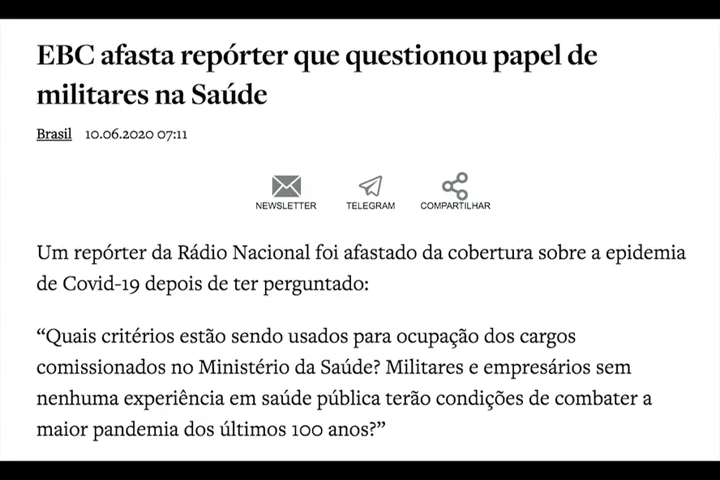 EBC afasta repórter que questionou papel de
militares na Saúde
Brasil 10.06.2020 07:11
NEWSLETTER TELEGRAM COMPARTILHAR
Um repórter da Rádio Nacional foi afastado da cobertura sobre a epidemia
de Covid-19 depois de ter perguntado:
“Quais critérios estão sendo usados para ocupação dos cargos
comissionados no Ministério da Saúde? Militares e empresários sem
nenhuma experiência em saúde pública terão condições de combater a
maior pandemia dos últimos 100 anos?”